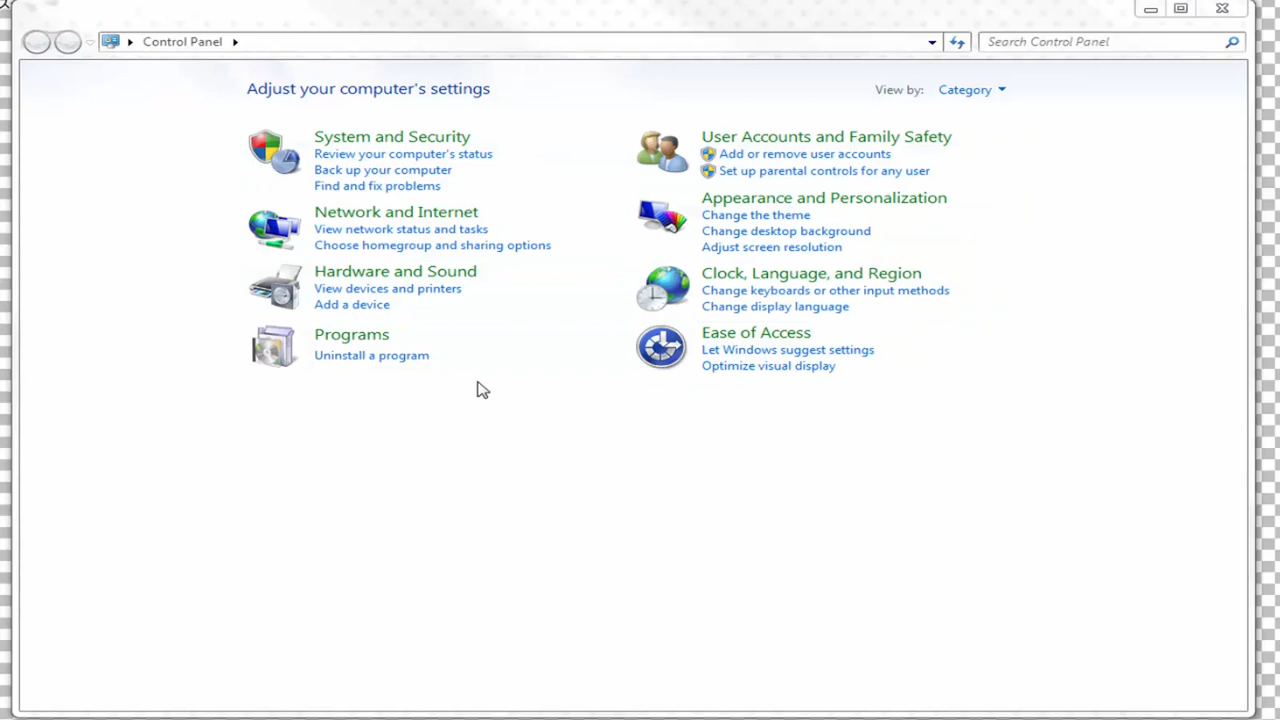 Control Panel
Search Control Panel
Adjust your computer's settings
View by: Category
System and Security
Review your computer's status
Back up your computer
Find and fix problems
Network and Internet
View network status and tasks
Choose homegroup and sharing options
Hardware and Sound
View devices and printers
Add a device
Programs
Uninstall a program
User Accounts and Family Safety
Add or remove user accounts
Set up parental controls for any user
Appearance and Personalization
Change the theme
Change desktop background
Adjust screen resolution
Clock, Language, and Region
Change keyboards or other input methods
Change display language
Ease of Access
Let Windows suggest settings
Optimize visual display